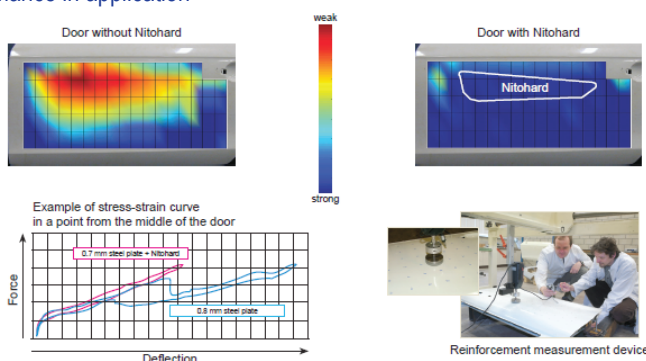 Door without Nitohard
weak
strong
Door with Nitohard
Nitohard
Example of stress-strain curve
in a point from the middle of the door
0.7 mm steel plate + Nitohard
0.8 mm steel plate
Force
Deflection
Reinforcement measurement device